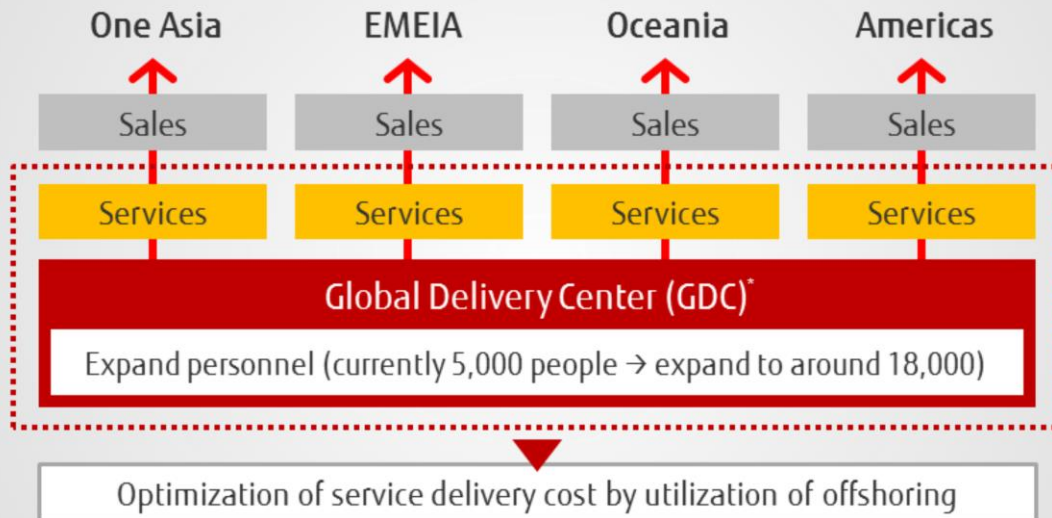 One Asia EMEIA Oceania Americas
Sales Sales Sales Sales
Services Services Services Services
Global Delivery Center (GDC)*
Expand personnel (currently 5,000 people → expand to around 18,000)
Optimization of service delivery cost by utilization of offshoring